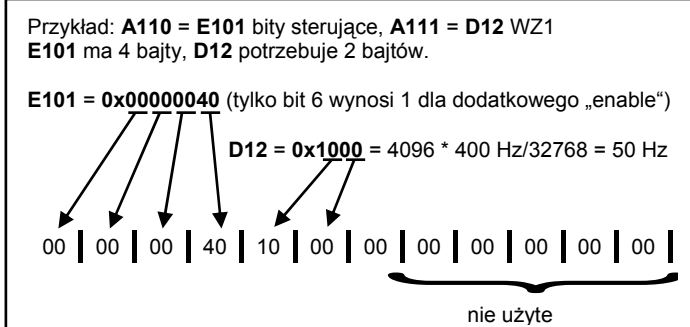 Przykład: A110 = E101 bity sterujące, A111 = D12 WZ1
E101 ma 4 bajty, D12 potrzebuje 2 bajtów.
E101 = 0x00000040 (tylko bit 6 wynosi 1 dla dodatkowego „enable“)
D12 = 0x1000 = 4096 * 400 Hz/32768 = 50 Hz
00 | 00 | 00 | 40 | 10 | 00 | 00 | 00 | 00 | 00 | 00 | 00 |
nie użyte